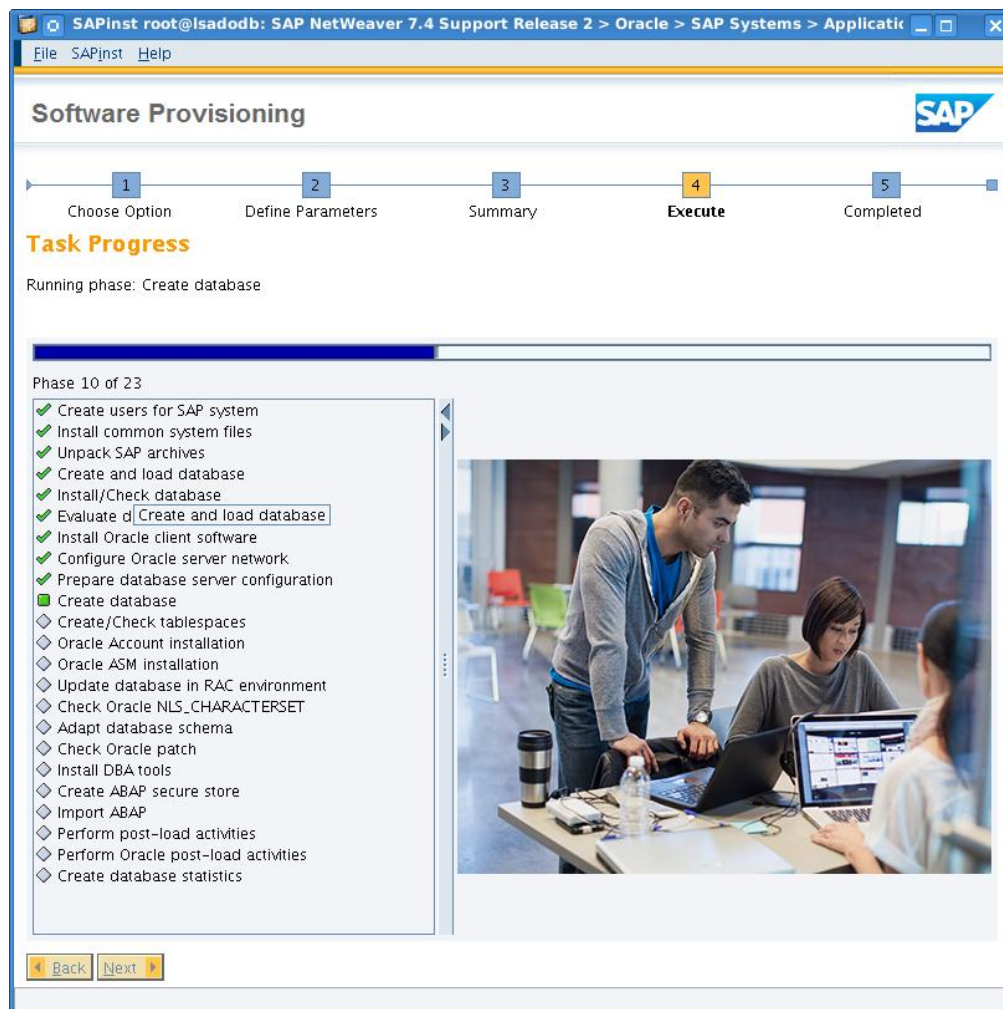 SAPinst root@lsadodb: SAP NetWeaver 7.4 Support Release 2 > Oracle > SAP Systems >
File SAPinst Help
Software Provisioning
SAP
1 2 3 4 5
Choose Option Define Parameters Summary Execute Completed
Task Progress
Running phase: Create database
Phase 10 of 23
Create users for SAP system
Install common system files
Unpack SAP archives
Create and load database
Install/Check database
Evaluate d Create and load database
Install Oracle client software
Configure Oracle server network
Prepare database server configuration
Create database
Create/Check tablespaces
Oracle Account installation
Oracle ASM installation
Update database in RAC environment
Check Oracle NLS_CHARACTERSET
Adapt database schema
Check Oracle patch
Install DBA tools
Create ABAP secure store
Import ABAP
Perform post-load activities
Perform Oracle post-load activities
Create database statistics
Back Next